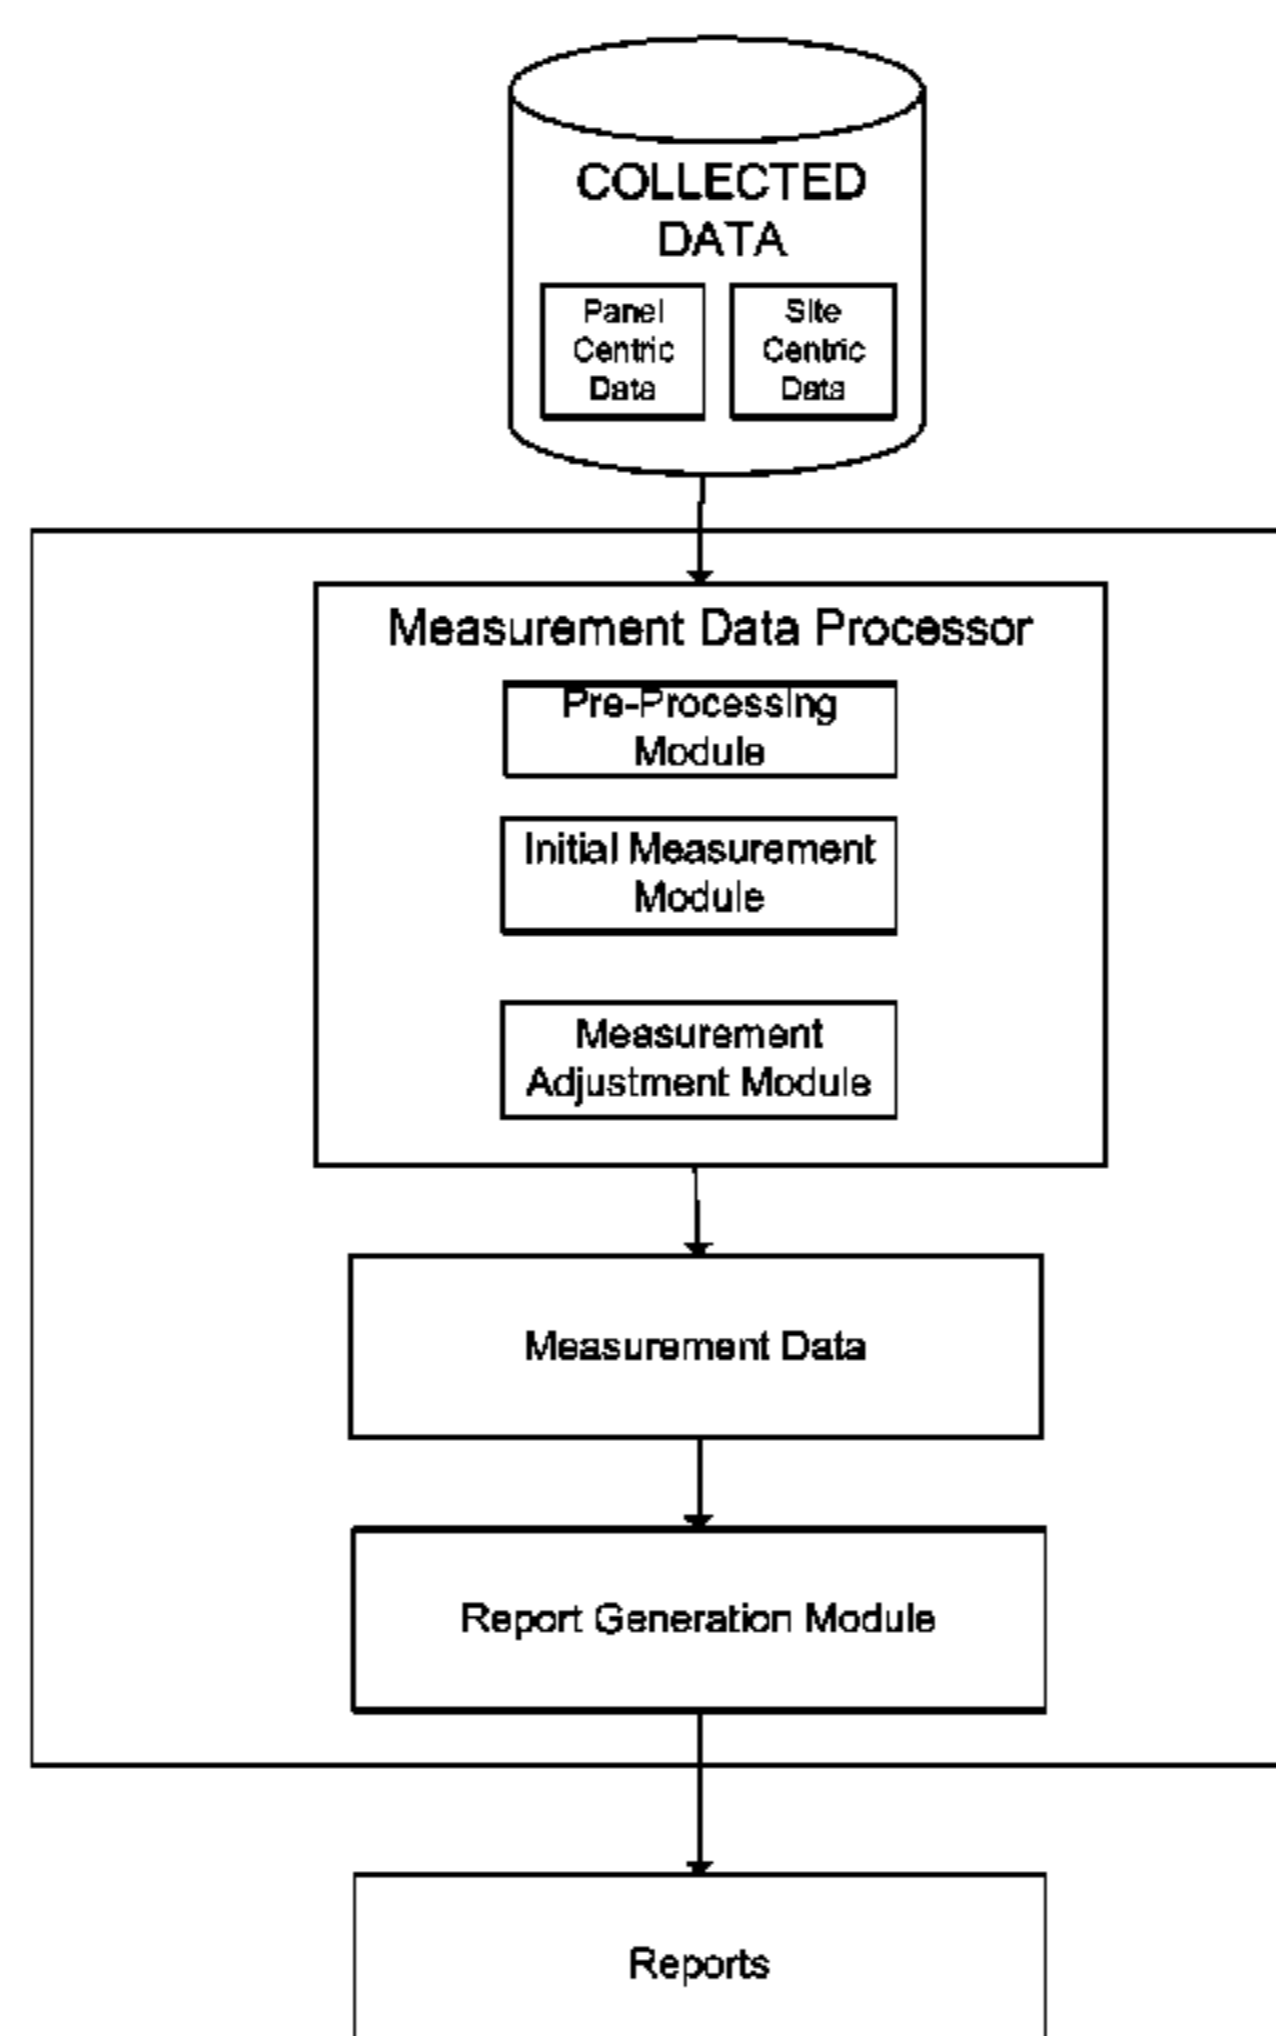 COLLECTED
DATA
Panel
Centric
Data
Site
Centric
Data
Measurement Data Processor
Pre-Processing
Module
Initial Measurement
Module
Measurement
Adjustment Module
Measurement Data
Report Generation Module
Reports